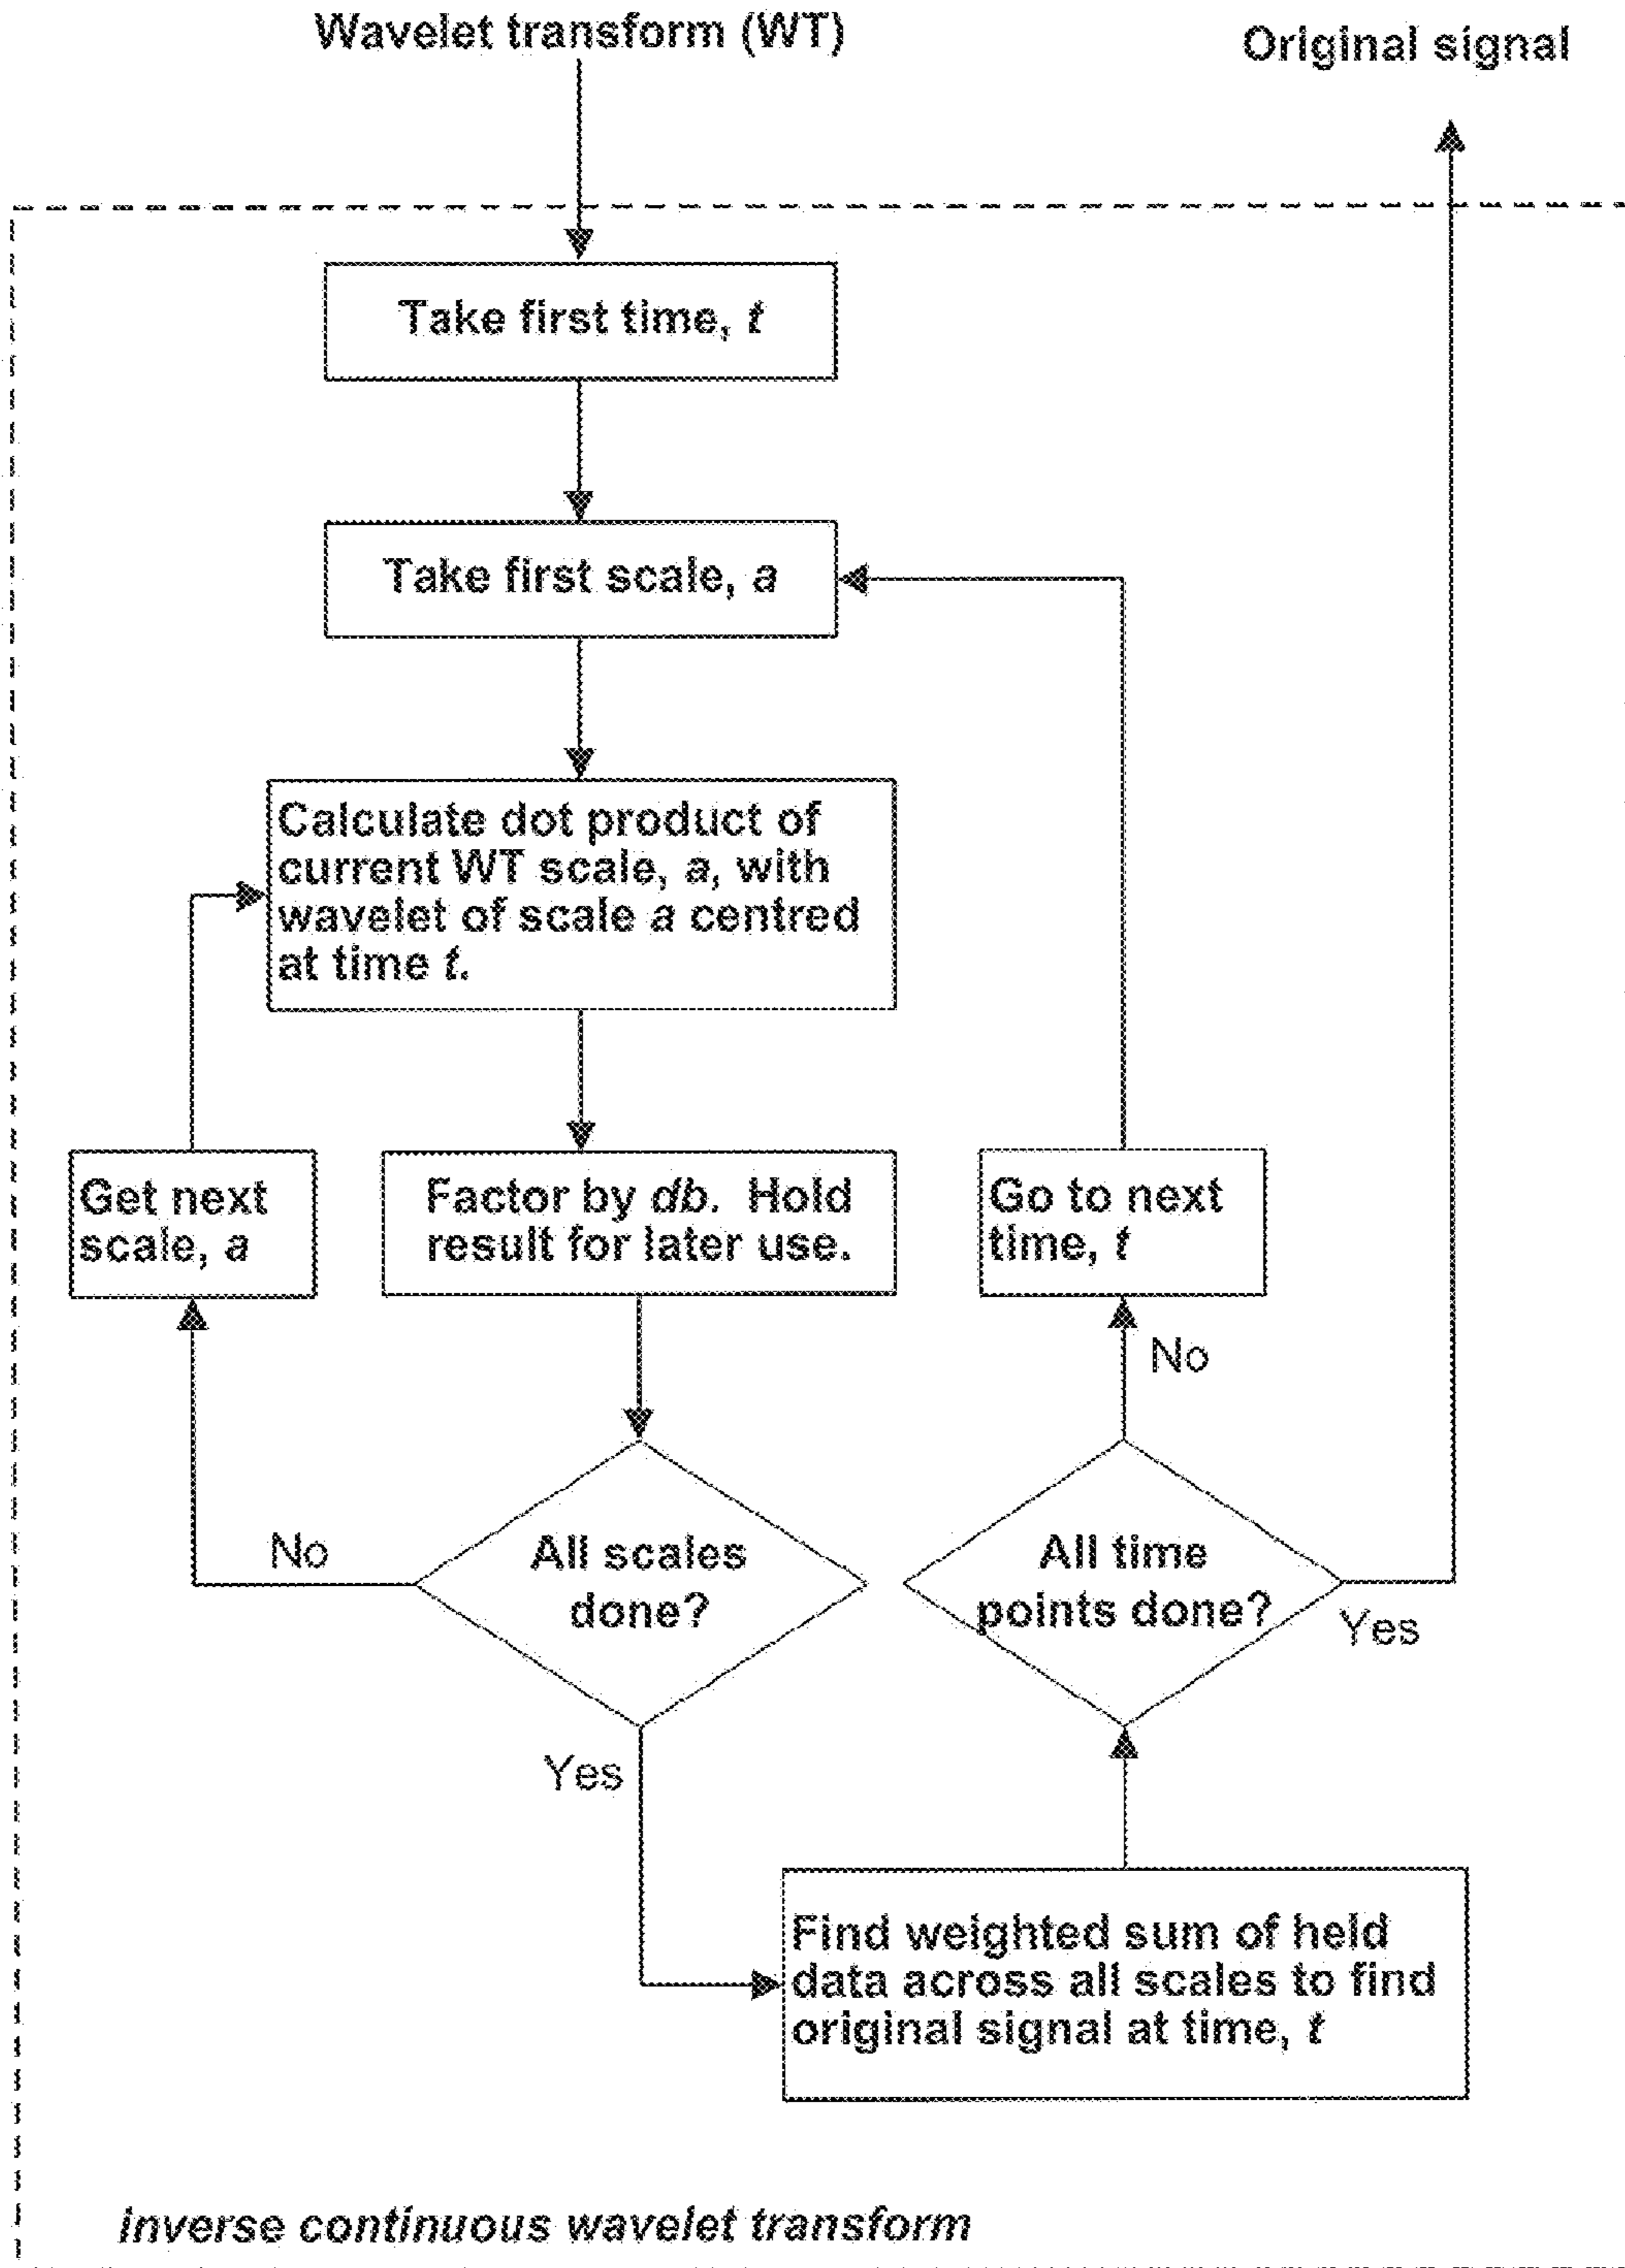 Wavelet transform (WT)
Original signal
Take first time, t
Take first scale, a
Calculate dot product of
current WT scale, a, with
wavelet of scale a centred
at time t.
Get next
scale, a
Factor by db.  Hold
result for later use.
Go to next
time, t
No
No
All scales
done?
All time
points done?
Yes
Yes
Find weighted sum of held
data across all scales to find
original signal at time, t
Inverse continuous wavelet transform